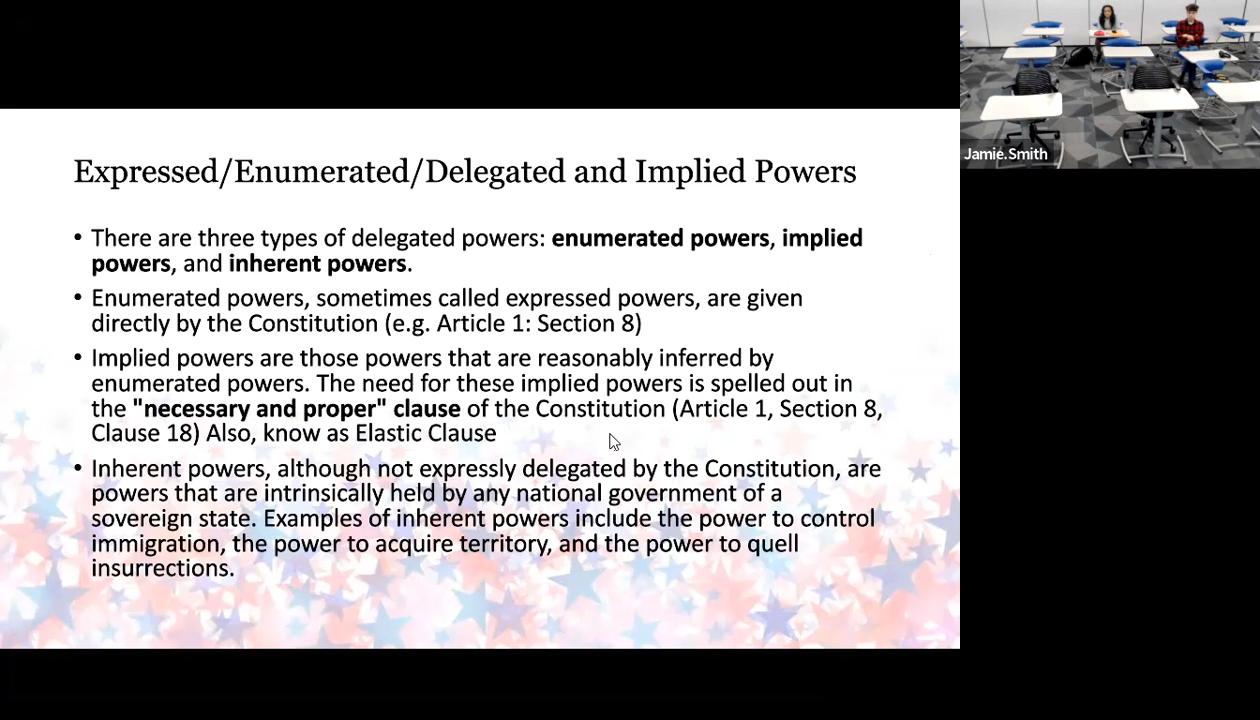 Expressed/Enumerated/Delegated and Implied Powers
• There are three types of delegated powers: enumerated powers, implied
powers, and inherent powers.
• Enumerated powers, sometimes called expressed powers, are given
directly by the Constitution (e.g. Article 1: Section 8)
• Implied powers are those powers that are reasonably inferred by
enumerated powers. The need for these implied powers is spelled out in
the "necessary and proper" clause of the Constitution (Article 1, Section 8,
Clause 18) Also, know as Elastic Clause
• Inherent powers, although not expressly delegated by the Constitution, are
powers that are intrinsically held by any national government of a
sovereign state. Examples of inherent powers include the power to control
immigration, the power to acquire territory, and the power to quell
insurrections.
Jamie.Smith